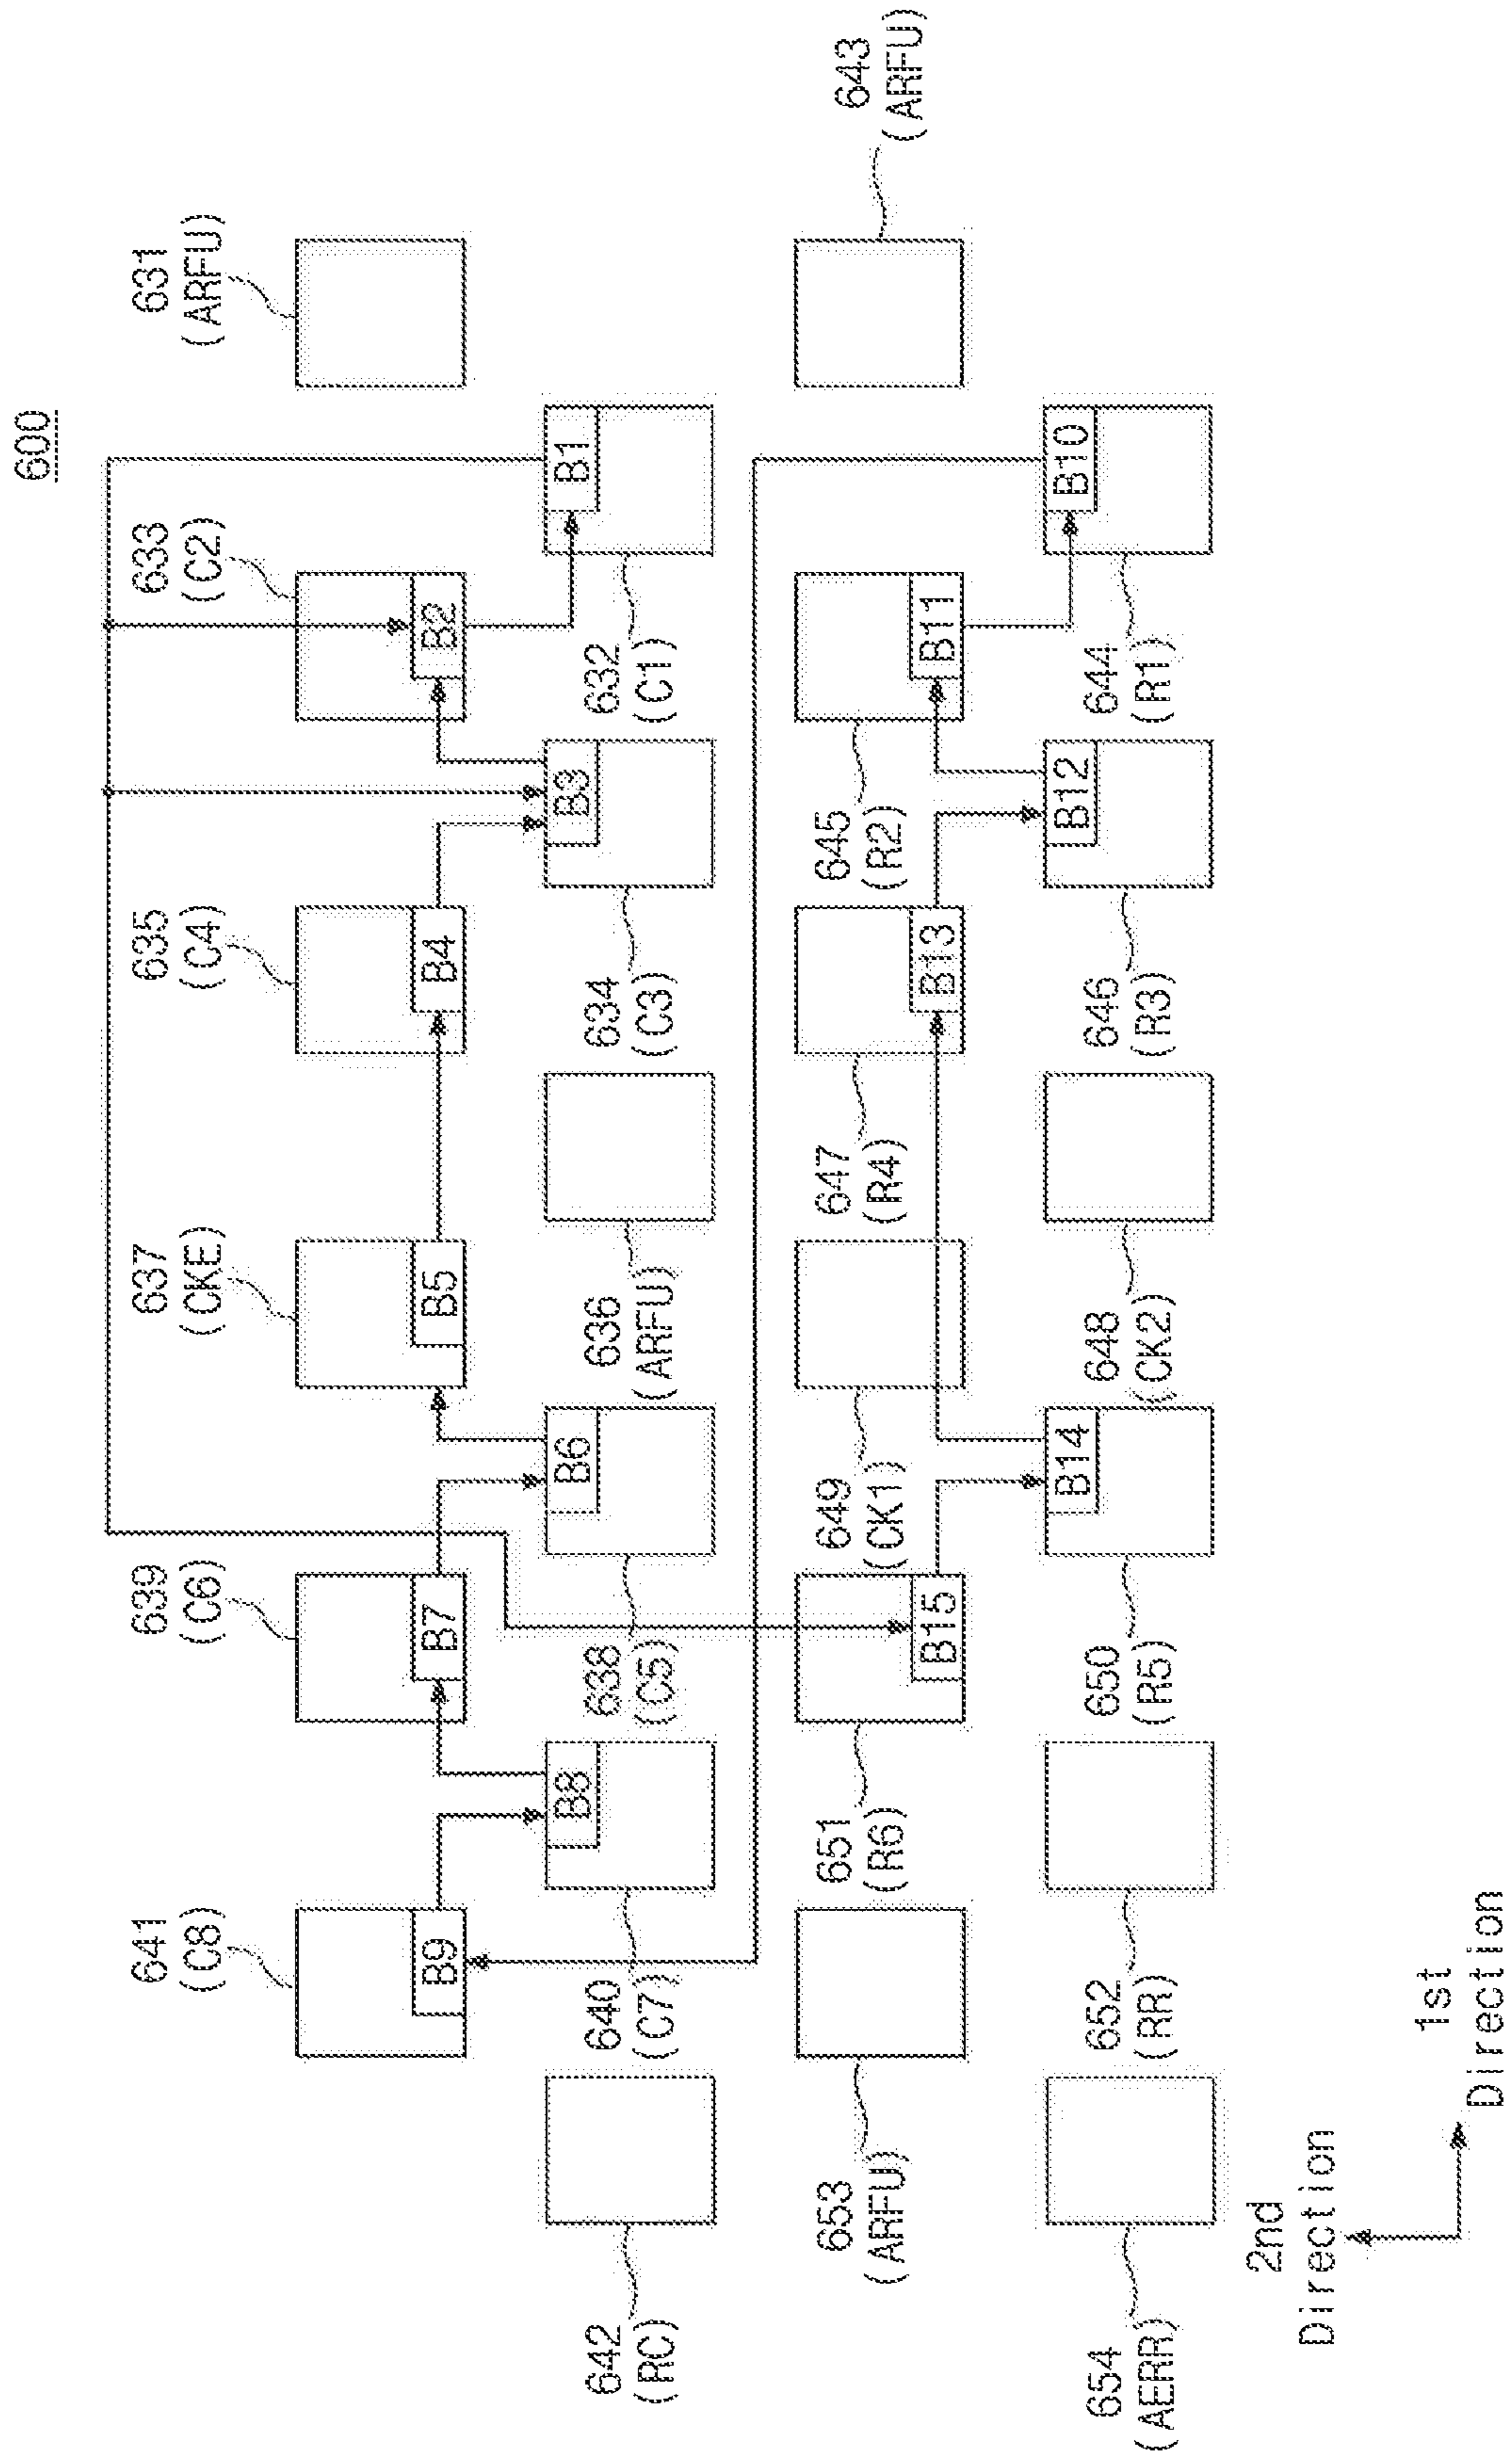 600
641
(C8)
639
(C6)
637
(CKE)
635
(C4)
633
(C2)
631
(ARFU)
B9
B7
B5
B4
B2
B8
B6
B3
B1
642
(RC)
640
(C7)
638
(C5)
636
(ARFU)
634
(C3)
632
(C1)
653
(ARFU)
651
(R6)
649
(CK1)
647
(R4)
645
(R2)
643
(ARFU)
B15
B13
B11
B14
B12
B10
654
(AERR)
652
(RR)
650
(R5)
648
(CK2)
646
(R3)
644
(R1)
2nd
Direction
1st
Direction